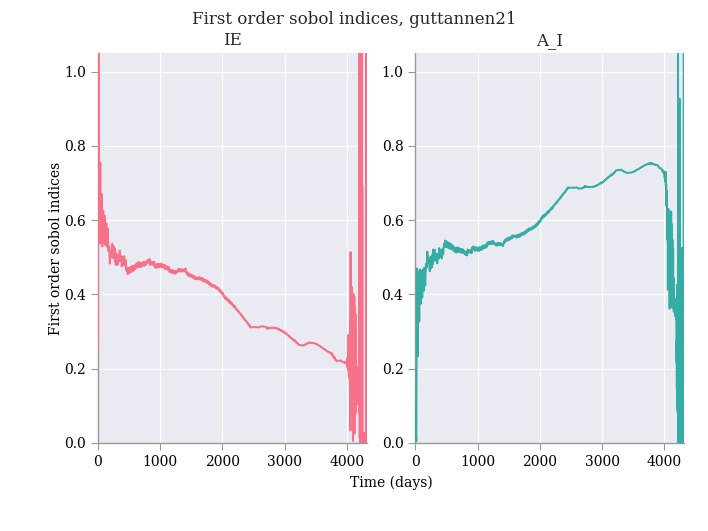 First order sobol indices, guttannen21
IE
A_I
First order sobol indices
1.0
0.8
0.6
0.4
0.2
0.0
0 1000 2000 3000 4000
1.0
0.8
0.6
0.4
0.2
0.0
0 1000 2000 3000 4000
Time (days)